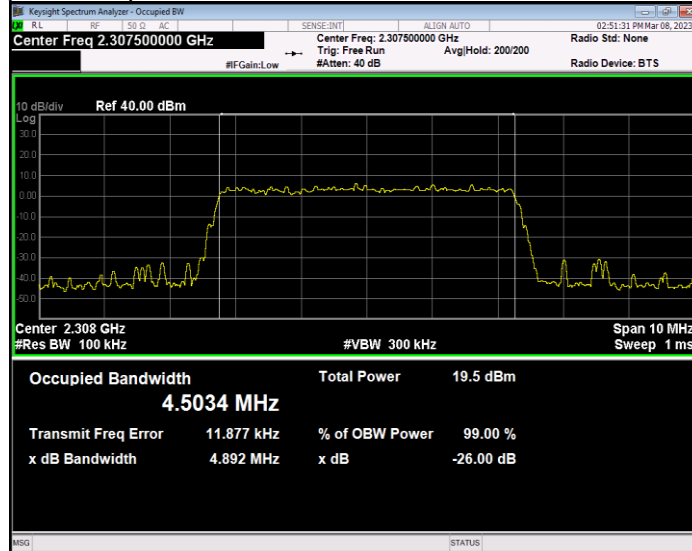 Keysight Spectrum Analyzer - Occupied BW
RL RF 50 Ω AC SENSE:INT ALIGN AUTO 02:51:31 PM Mar 08, 2023
Center Freq 2.307500000 GHz Center Freq: 2.307500000 GHz Radio Std: None
Trig: Free Run Avg|Hold: 200/200
#IFGain:Low #Atten: 40 dB Radio Device: BTS
10 dB/div Ref 40.00 dBm
Log
30.0
20.0
10.0
0.00
-10.0
-20.0
-30.0
-40.0
-50.0
Center 2.308 GHz Span 10 MHz
#Res BW 100 kHz #VBW 300 kHz Sweep 1 ms
Occupied Bandwidth Total Power 19.5 dBm
4.5034 MHz
Transmit Freq Error 11.877 kHz % of OBW Power 99.00 %
x dB Bandwidth 4.892 MHz x dB -26.00 dB
MSG STATUS